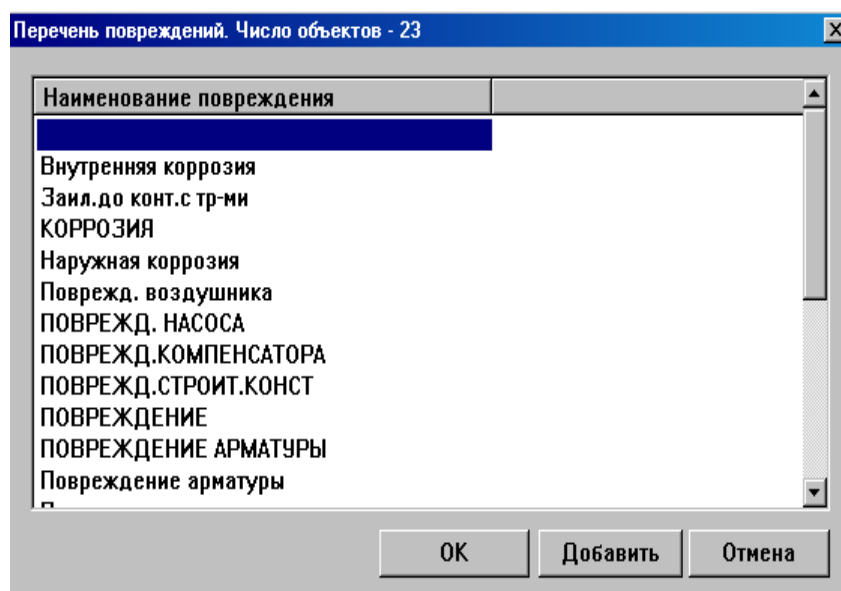 Перечень повреждений. Число объектов - 23
Наименование повреждения
Внутренняя коррозия
Заил.до конт.с тр-ми
КОРРОЗИЯ
Наружная коррозия
Поврежд. воздушника
ПОВРЕЖД. НАСОСА
ПОВРЕЖД.КОМПЕНСАТОРА
ПОВРЕЖД.СТРОИТ.КОНСТ
ПОВРЕЖДЕНИЕ
ПОВРЕЖДЕНИЕ АРМАТУРЫ
Повреждение арматуры
OK Добавить Отмена